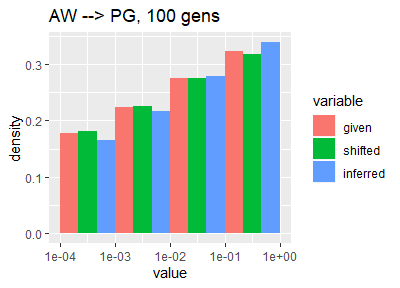 AW --> PG, 100 gens
density
0.3
0.2
0.1
0.0
1e-04 1e-03 1e-02 1e-01 1e+00
value
variable
given
shifted
inferred